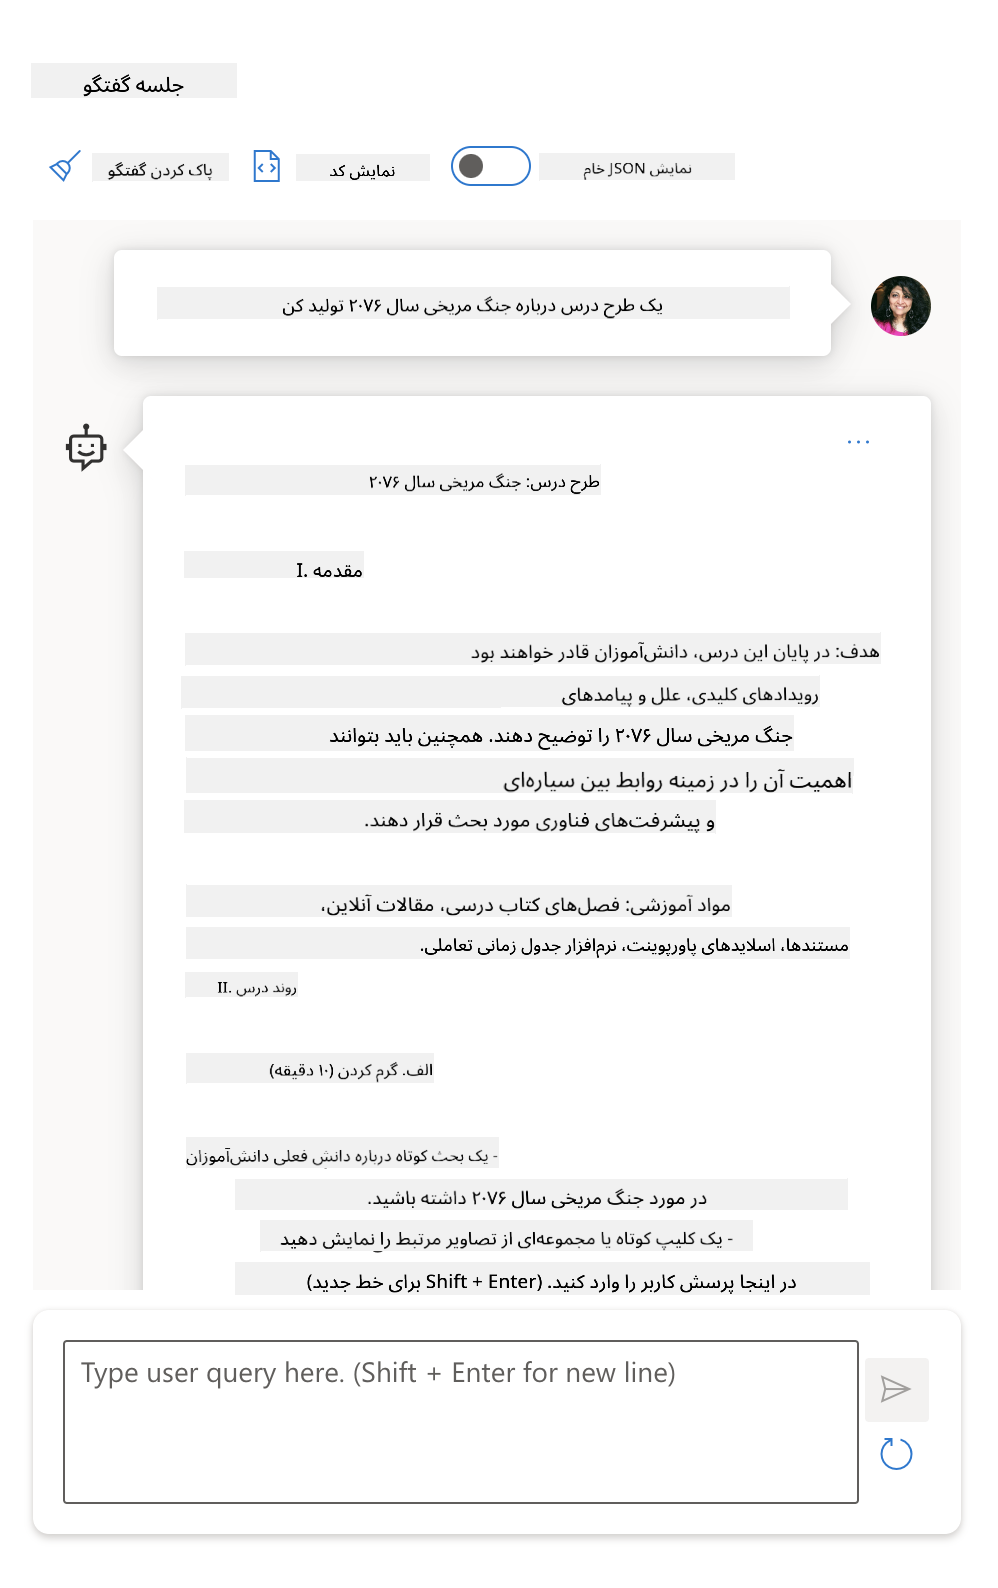 جلسه گفتگو
پاک کردن گفتگو
نمایش کد
نمایش JSON خام
یک طرح درس درباره جنگ مریخی سال ۲۰۷۶ تولید کن
طرح درس: جنگ مریخی سال ۲۰۷۶
I. مقدمه
هدف: در پایان این درس، دانش‌آموزان قادر خواهند بود
رویدادهای کلیدی، علل و پیامدهای
جنگ مریخی سال ۲۰۷۶ را توضیح دهند. همچنین باید بتوانند
اهمیت آن را در زمینه روابط بین سیاره‌ای
و پیشرفت‌های فناوری مورد بحث قرار دهند.
مواد آموزشی: فصل‌های کتاب درسی، مقالات آنلاین،
مستندها، اسلایدهای پاورپوینت، نرم‌افزار جدول زمانی تعاملی.
II. روند درس
الف. گرم کردن (۱۰ دقیقه)
- یک بحث کوتاه درباره دانش فعلی دانش‌آموزان
در مورد جنگ مریخی سال ۲۰۷۶ داشته باشید.
- یک کلیپ کوتاه یا مجموعه‌ای از تصاویر مرتبط را نمایش دهید
در اینجا پرسش کاربر را وارد کنید. (Shift + Enter برای خط جدید)
Type user query here. (Shift + Enter for new line)